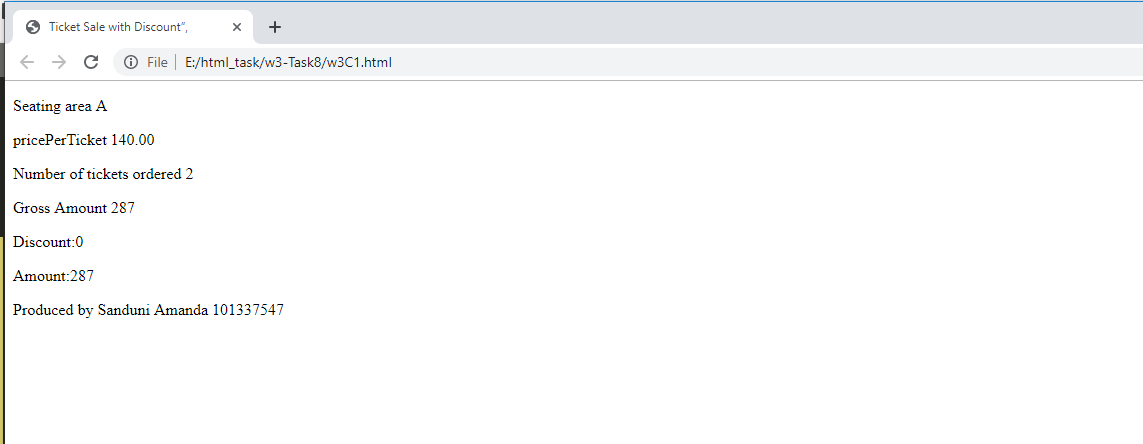 Ticket Sale with Discount”,
File E:/html_task/w3-Task8/w3C1.html
Seating area A
pricePerTicket 140.00
Number of tickets ordered 2
Gross Amount 287
Discount:0
Amount:287
Produced by Sanduni Amanda 101337547